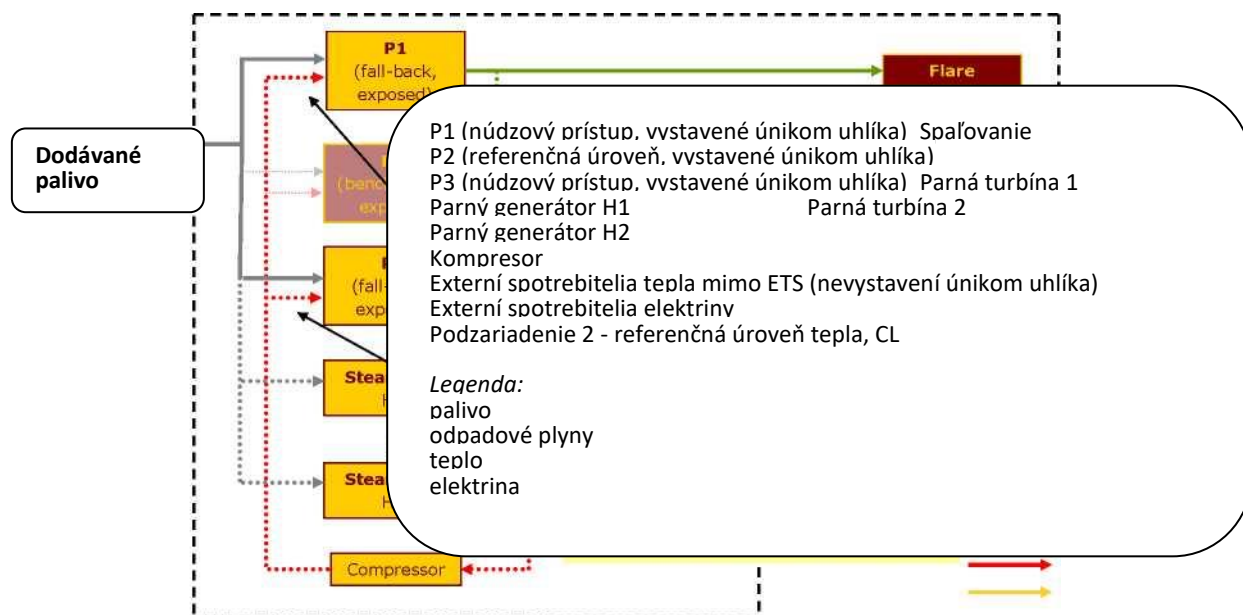 P1
(fall-back,
exposed)
Flare
Dodávané
palivo
P1 (núdzový prístup, vystavené únikom uhlíka) Spaľovanie
P2 (referenčná úroveň, vystavené únikom uhlíka)
P3 (núdzový prístup, vystavené únikom uhlíka) Parná turbína 1
Parný generátor H1 Parná turbína 2
Parný generátor H2
Kompresor
Externí spotrebitelia tepla mimo ETS (nevystavení únikom uhlíka)
Externí spotrebitelia elektriny
Podzariadenie 2 - referenčná úroveň tepla, CL
Legenda:
palivo
odpadové plyny
teplo
elektrina
(fall-
Stea
Stea
Compressor